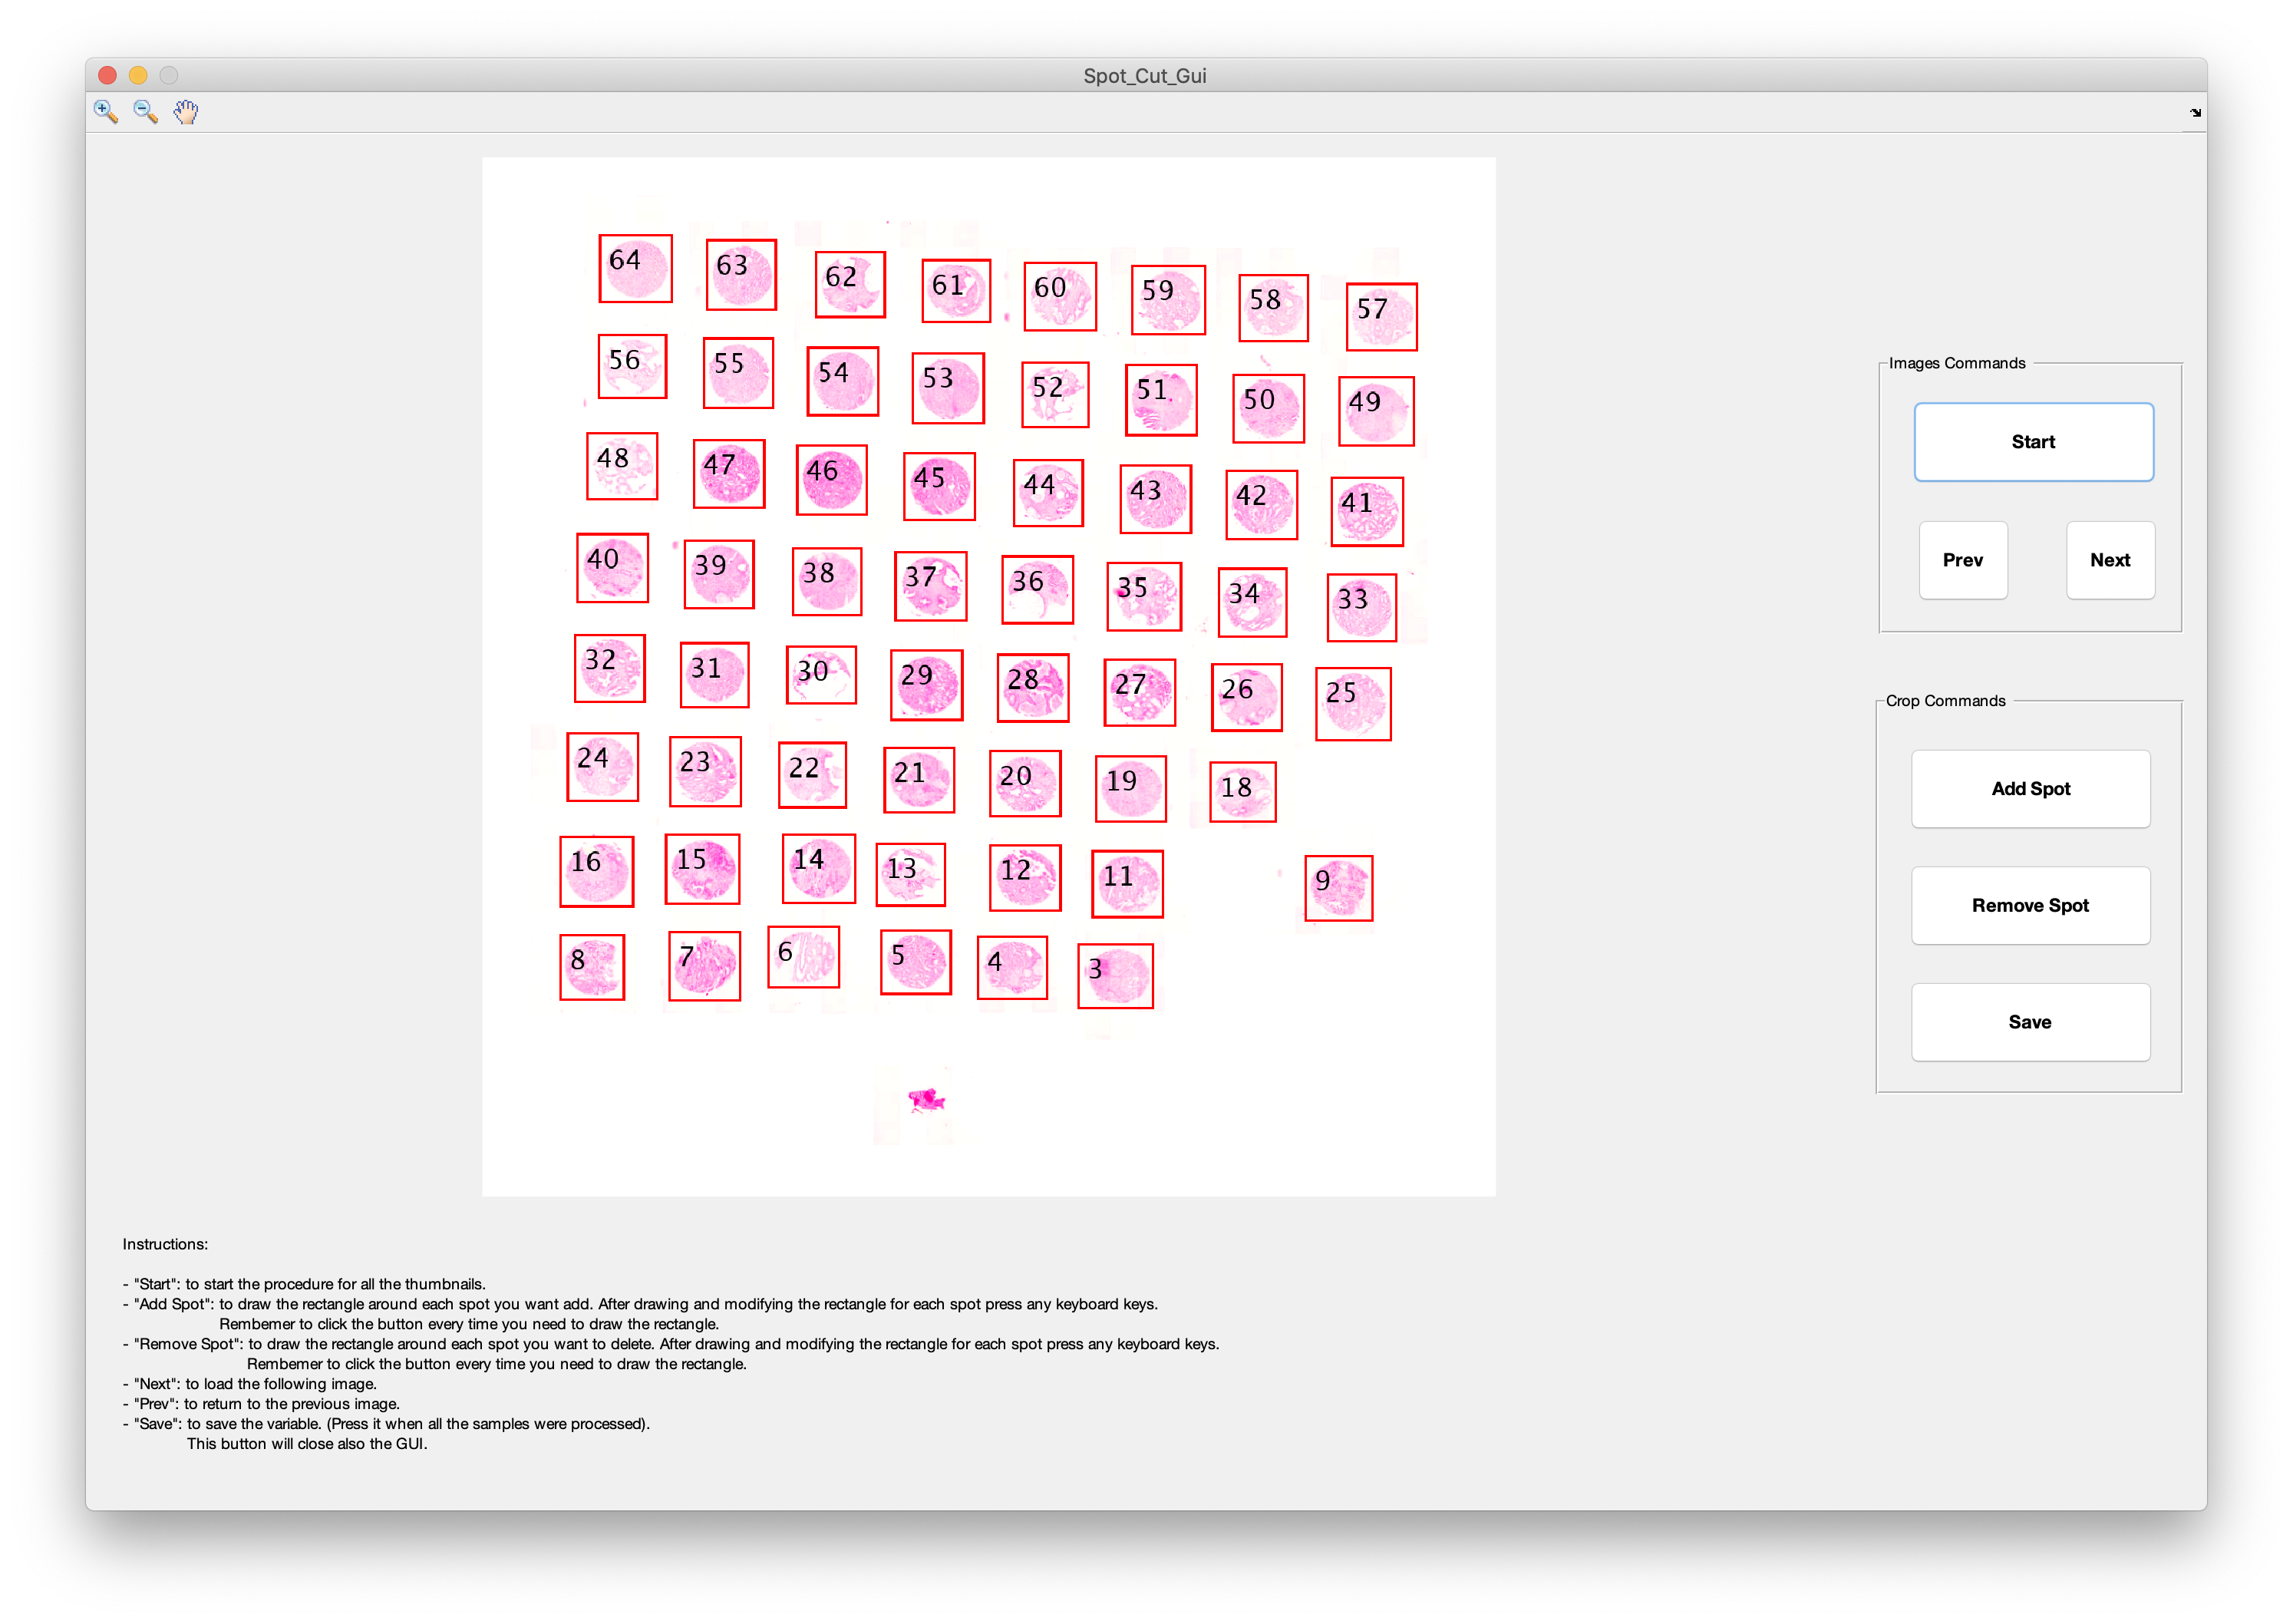 Spot_Cut_Gui
64 63 62 61 60 59 58 57
56 55 54 53 52 51 50 49
48 47 46 45 44 43 42 41
40 39 38 37 36 35 34 33
32 31 30 29 28 27 26 25
24 23 22 21 20 19 18
16 15 14 13 12 11 9
8 7 6 5 4 3
Images Commands
Start
Prev Next
Crop Commands
Add Spot
Remove Spot
Save
Instructions:
- "Start": to start the procedure for all the thumbnails.
- "Add Spot": to draw the rectangle around each spot you want add. After drawing and modifying the rectangle for each spot press any keyboard keys.
Rembemer to click the button every time you need to draw the rectangle.
- "Remove Spot": to draw the rectangle around each spot you want to delete. After drawing and modifying the rectangle for each spot press any keyboard keys.
Rembemer to click the button every time you need to draw the rectangle.
- "Next": to load the following image.
- "Prev": to return to the previous image.
- "Save": to save the variable. (Press it when all the samples were processed).
This button will close also the GUI.